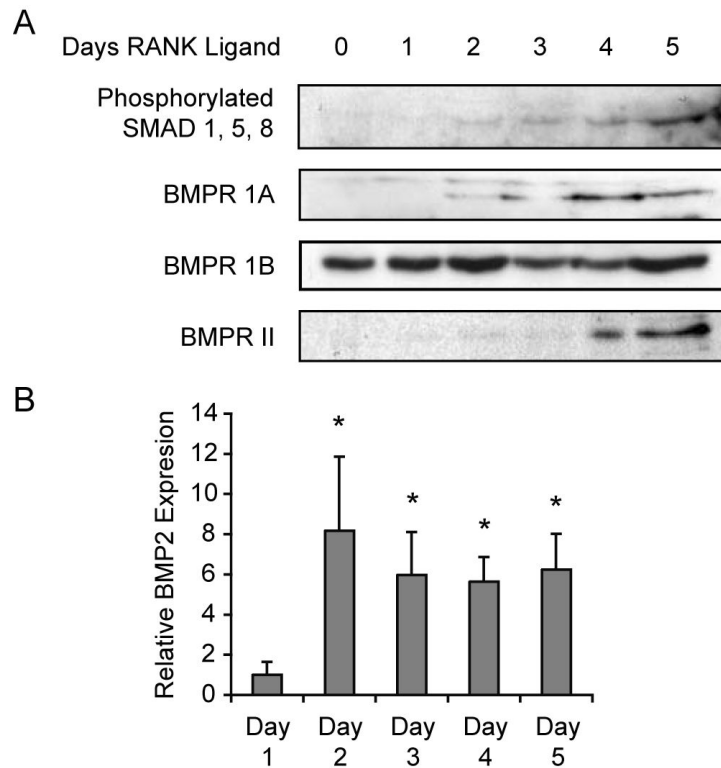 A
Days RANK Ligand 0 1 2 3 4 5
Phosphorylated
SMAD 1, 5, 8
BMPR 1A
BMPR 1B
BMPR II
B
Relative BMP2 Expresion
14
12
10
8
6
4
2
0
*
*
*
*
Day Day Day Day Day
1 2 3 4 5